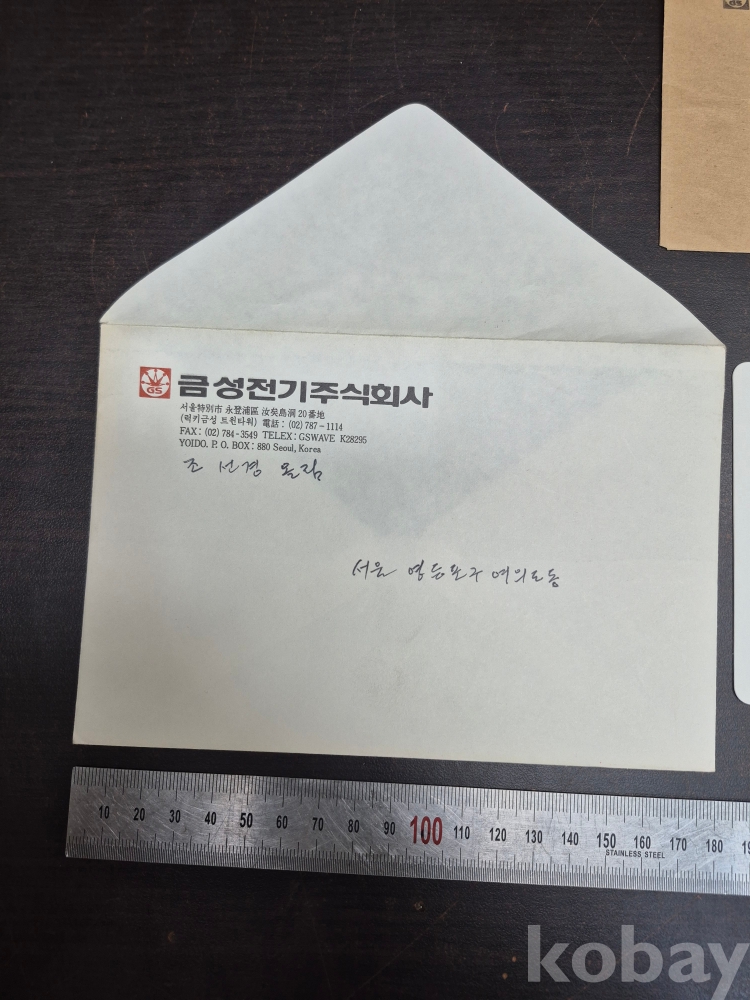 GS
GS 금성전기주식회사
서울特別市 永登浦區 汝矣島洞 20番地
(럭키금성 트윈타워) 電話 : (02) 787-1114
FAX : (02) 784-3549 TELEX : GSWAVE K28295
YOIDO. P. O. BOX : 880 Seoul, Korea
조 선경 올림
서울 영등포구 여의도동
10 20 30 40 50 60 70 80 90 100 110 120 130 140 150 160 170 180
STAINLESS STEEL
kobay